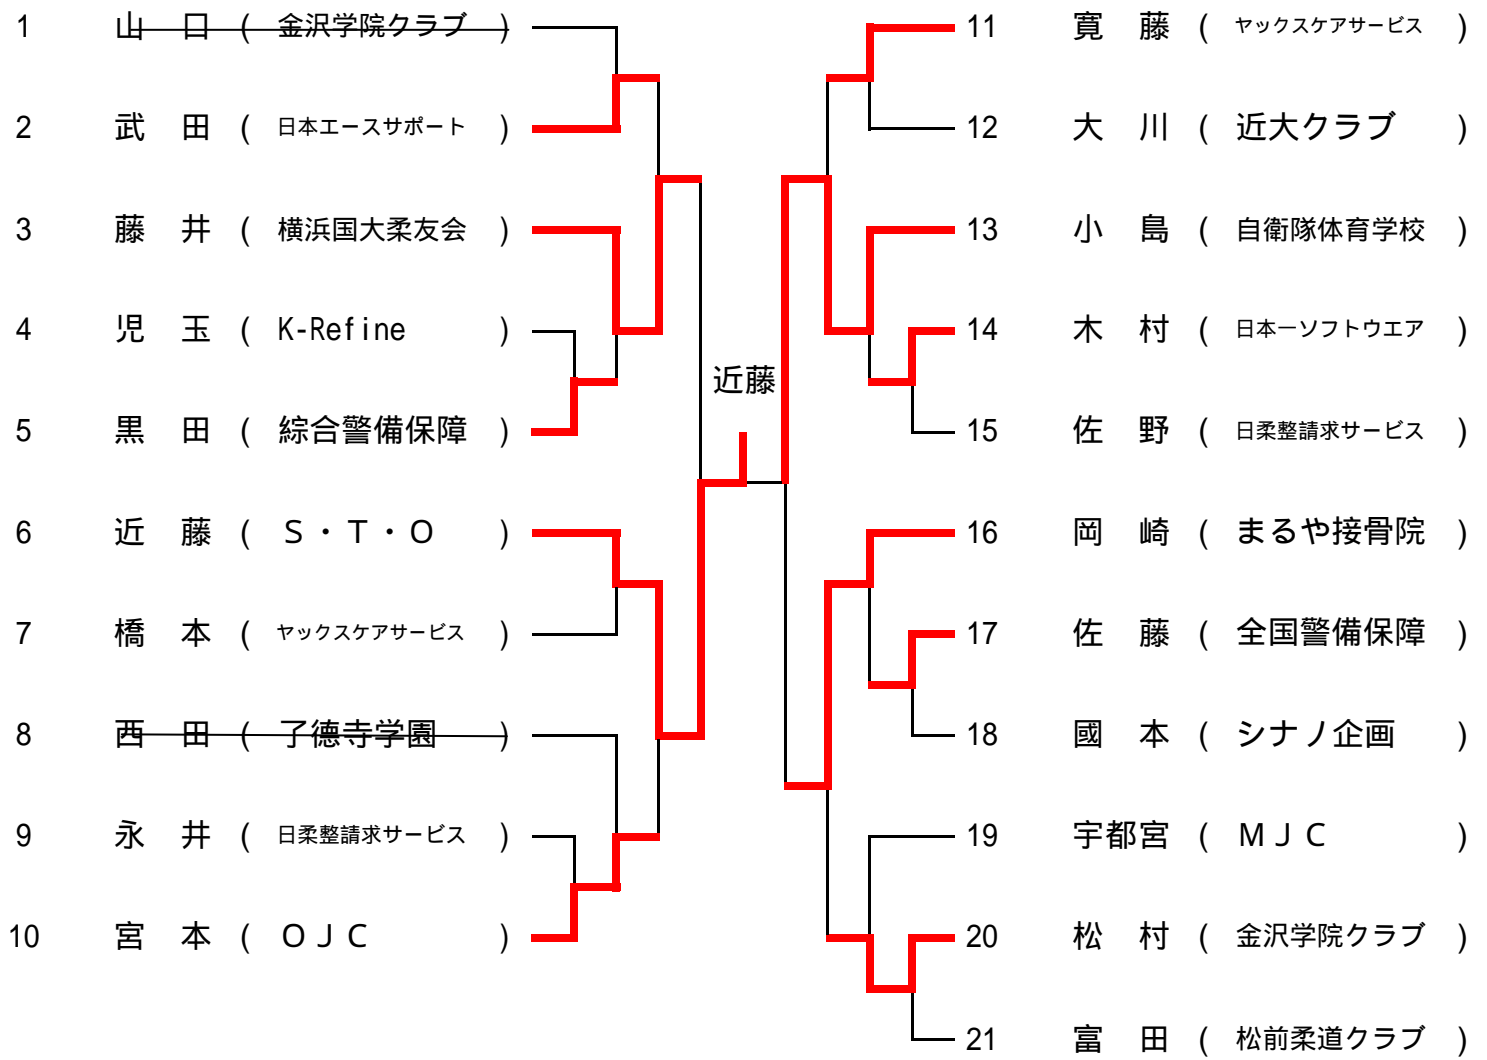 1 山口 ( 金沢学院クラブ )
2 武田 ( 日本エースサポート )
3 藤井 ( 横浜国大柔友会 )
4 児玉 ( K-Refine )
5 黒田 ( 綜合警備保障 )
6 近藤 ( S・T・O )
7 橋本 ( ヤックスケアサービス )
8 西田 ( 了德寺学園 )
9 永井 ( 日柔整請求サービス )
10 宮本 ( OJC )
近藤
11 寛藤 ( ヤックスケアサービス )
12 大川 ( 近大クラブ )
13 小島 ( 自衛隊体育学校 )
14 木村 ( 日本一ソフトウエア )
15 佐野 ( 日柔整請求サービス )
16 岡崎 ( まるや接骨院 )
17 佐藤 ( 全国警備保障 )
18 國本 ( シナノ企画 )
19 宇都宮 ( MJC )
20 松村 ( 金沢学院クラブ )
21 富田 ( 松前柔道クラブ )